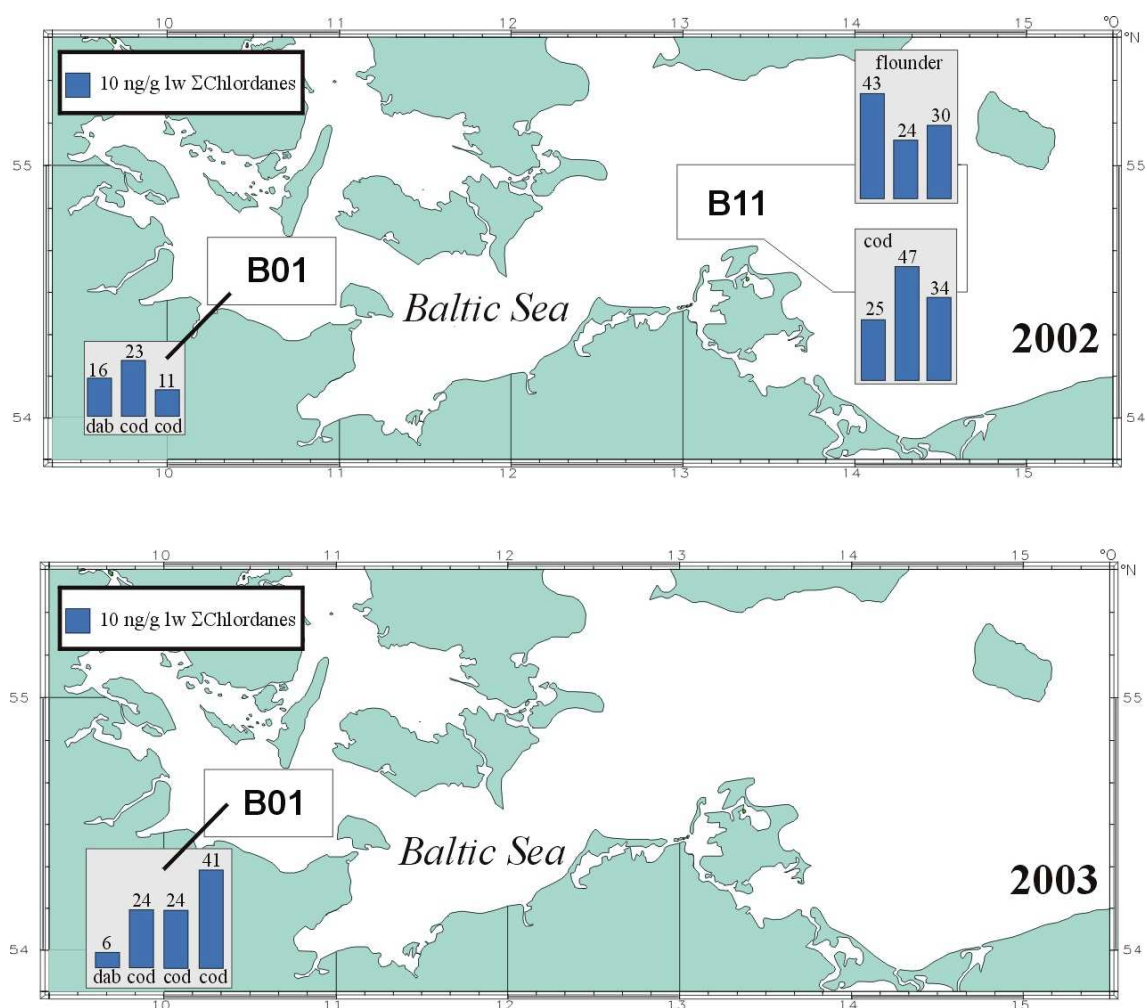 10 11 12 13 14 15 °O
°N
10 ng/g lw ΣChlordanes
flounder
43 24 30
55 55
B11
B01
cod
25 47 34
Baltic Sea
2002
16 23 11
dab cod cod
54 54
10 11 12 13 14 15
10 11 12 13 14 15 °O
°N
10 ng/g lw ΣChlordanes
55 55
B01
Baltic Sea
2003
6 24 24 41
dab cod cod cod
54 54
10 11 12 13 14 15